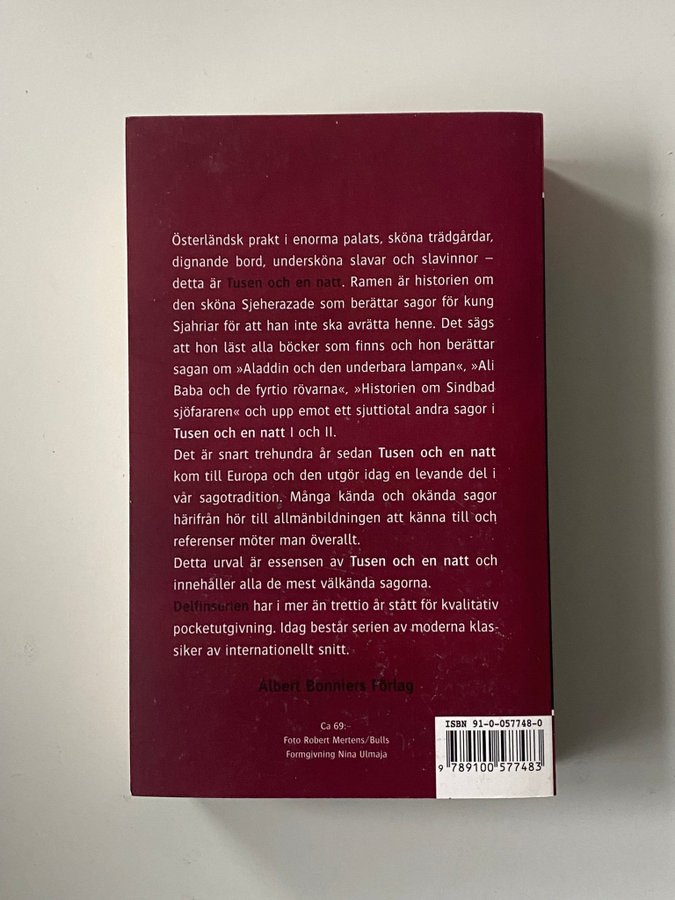 Österländsk prakt i enorma palats, sköna trädgårdar,
dignande bord, undersköna slavar och slavinnor –
detta är Tusen och en natt. Ramen är historien om
den sköna Sjeherazade som berättar sagor för kung
Sjahriar för att han inte ska avrätta henne. Det sägs
att hon läst alla böcker som finns och hon berättar
sagan om »Aladdin och den underbara lampan«, »Ali
Baba och de fyrtio rövarna«, »Historien om Sindbad
sjöfararen« och upp emot ett sjuttiotal andra sagor i
Tusen och en natt I och II.
Det är snart trehundra år sedan Tusen och en natt
kom till Europa och den utgör idag en levande del i
vår sagotradition. Många kända och okända sagor
härifrån hör till allmänbildningen att känna till och
referenser möter man överallt.
Detta urval är essensen av Tusen och en natt och
innehåller alla de mest välkända sagorna.
Delfinserien har i mer än trettio år stått för kvalitativ
pocketutgivning. Idag består serien av moderna klas-
siker av internationellt snitt.
Albert Bonniers Förlag
Ca 69:–
Foto Robert Mertens/Bulls
Formgivning Nina Ulmaja
ISBN 91-0-057748-0
9 789100 577483